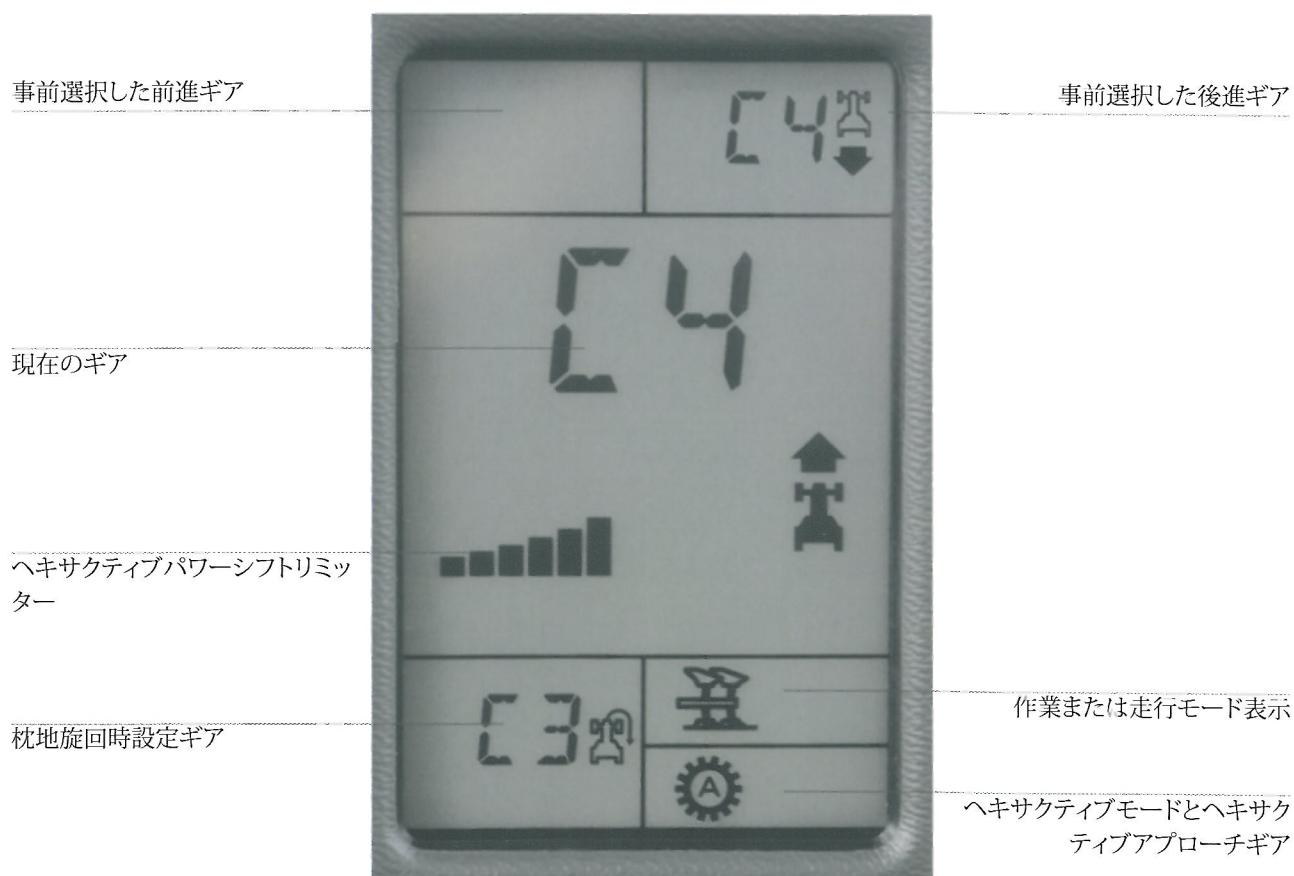 事前選択した前進ギア
事前選択した後進ギア
C4
C4
現在のギア
ヘキサクティブパワーシフトリミッ
ター
C3
枕地旋回時設定ギア
作業または走行モード表示
A
ヘキサクティブモードとヘキサク
ティブアプローチギア